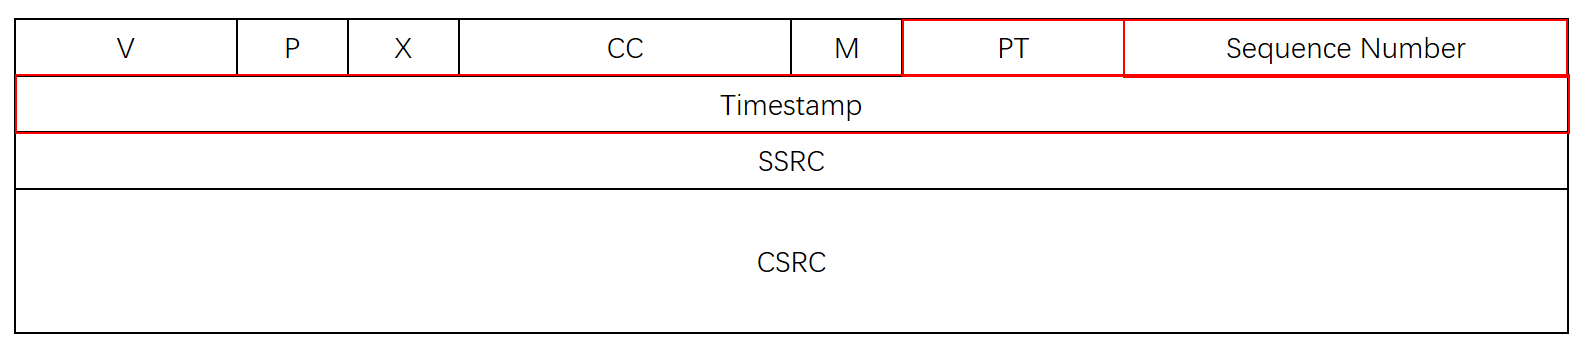 V P X CC M PT Sequence Number
Timestamp
SSRC
CSRC